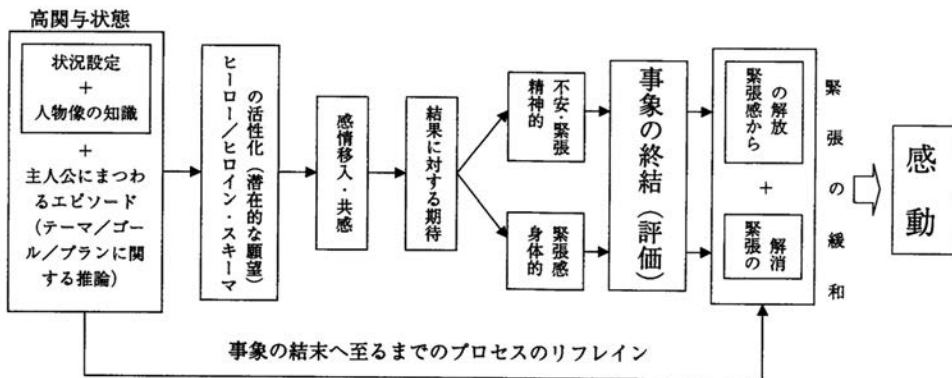 高関与状態
状況設定
+
人物像の知識
+
主人公にまつわ
るエピソード
(テーマ/ゴー
ル/プランに関
する推論)
ヒーロー/ヒロイン・スキーマ
の活性化(潜在的な願望)
感情移入・共感
結果に対する期待
精神的
不安・緊張
身体的
緊張感
事象の終結(評価)
緊張感から
の解放
+
緊張の
解消
緊張の緩和
感動
事象の結末へ至るまでのプロセスのリフレイン